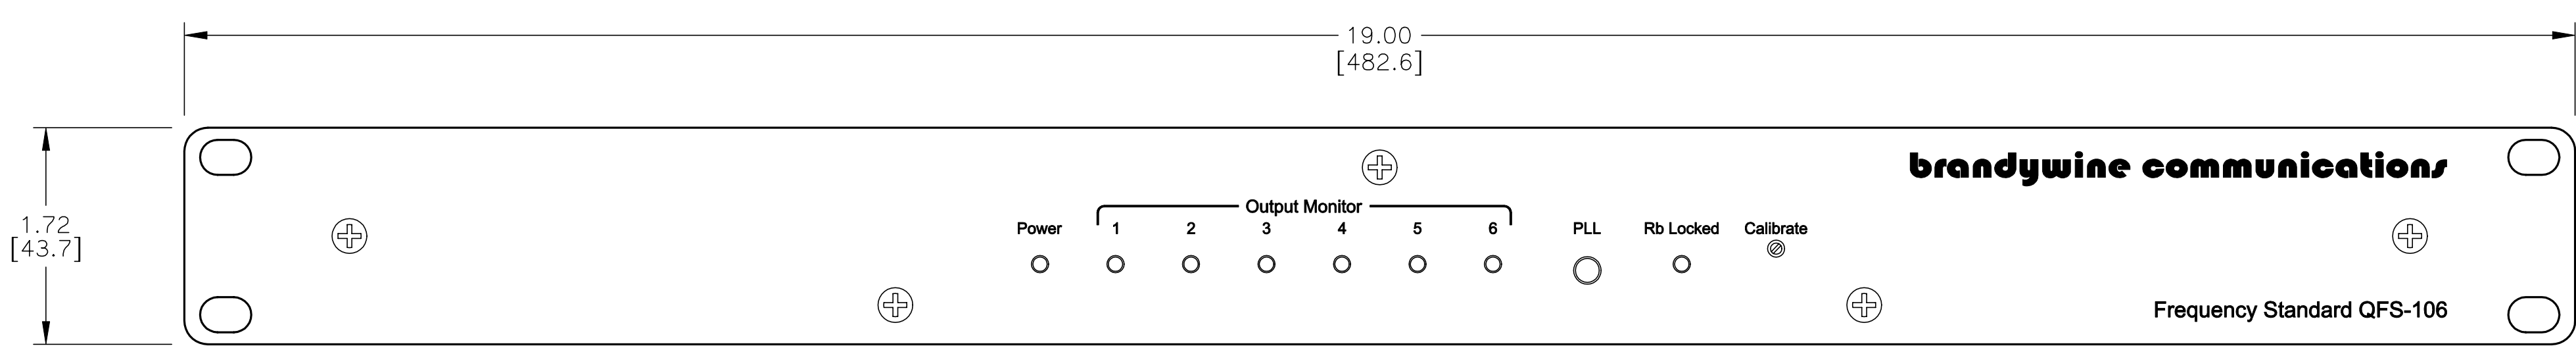 19.00
[482.6]
1.72
[43.7]
brandywine communications
Output Monitor
Power 1 2 3 4 5 6 PLL Rb Locked Calibrate
Frequency Standard QFS-106